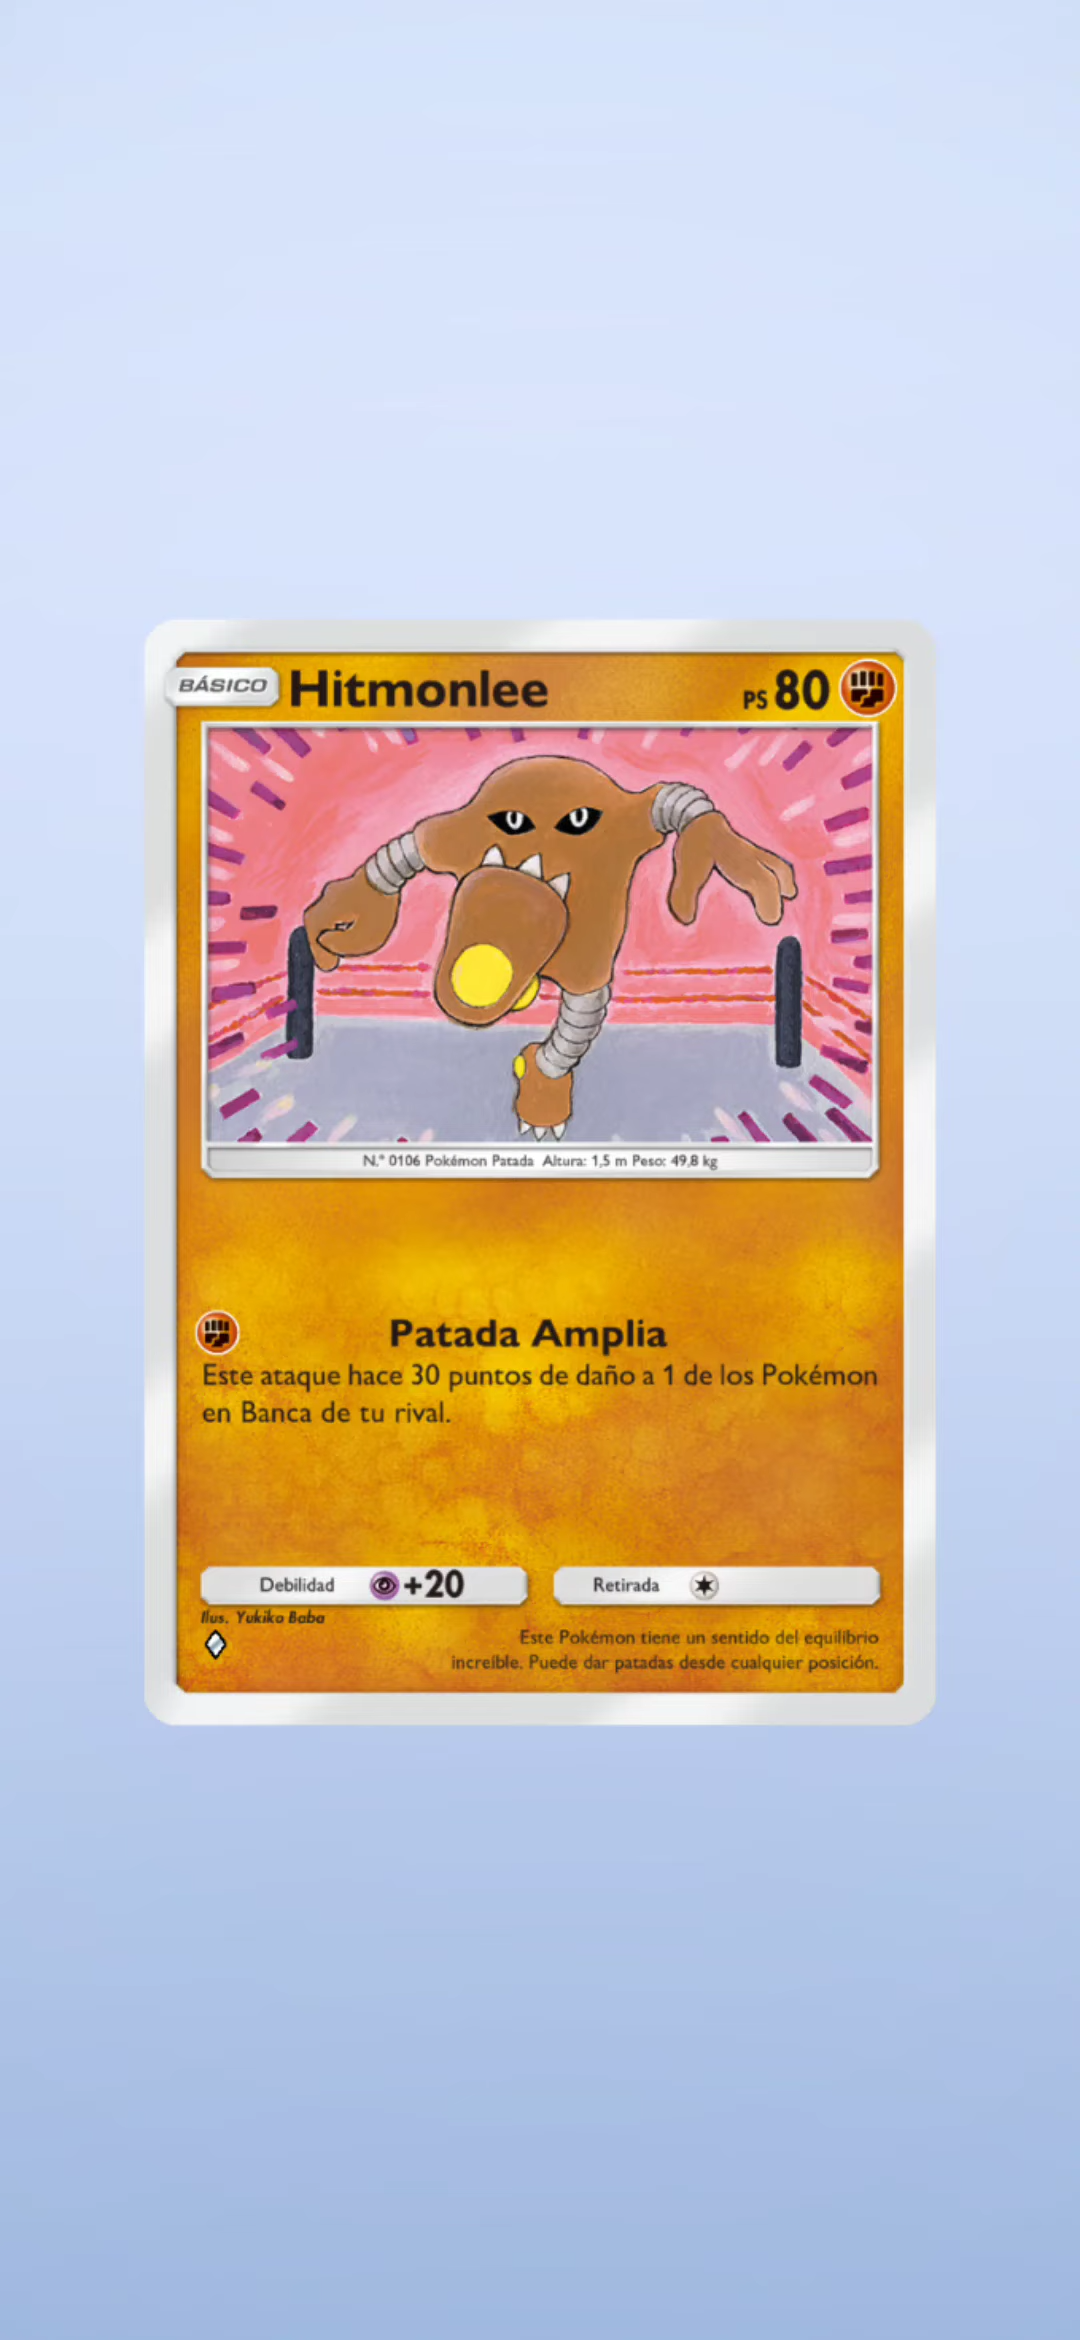 BÁSICO Hitmonlee PS 80
N.º 0106 Pokémon Patada Altura: 1,5 m Peso: 49,8 kg
Patada Amplia
Este ataque hace 30 puntos de daño a 1 de los Pokémon
en Banca de tu rival.
Debilidad +20 Retirada
Ilus. Yukiko Baba
Este Pokémon tiene un sentido del equilibrio
increíble. Puede dar patadas desde cualquier posición.